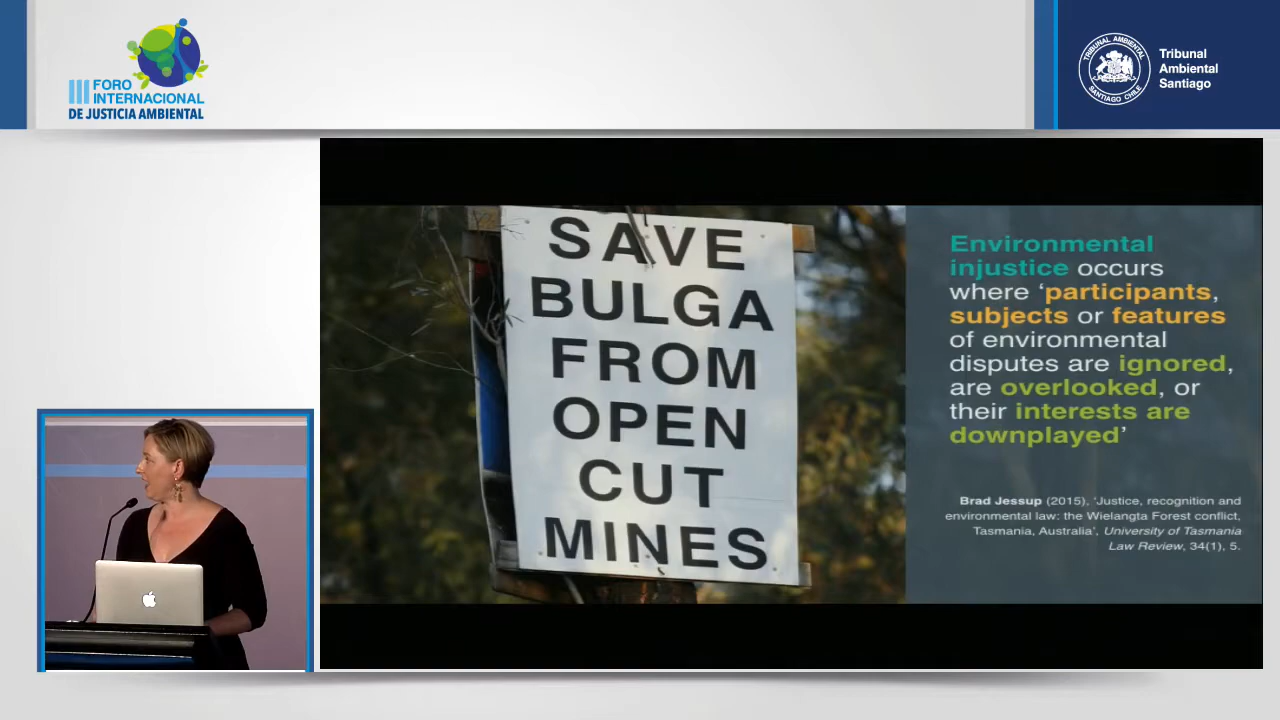 III FORO
INTERNACIONAL
DE JUSTICIA AMBIENTAL
TRIBUNAL AMBIENTAL
SANTIAGO CHILE
Tribunal
Ambiental
Santiago
SAVE
BULGA
FROM
OPEN
CUT
MINES
Environmental
injustice occurs
where ‘participants,
subjects or features
of environmental
disputes are ignored,
are overlooked, or
their interests are
downplayed’
Brad Jessup (2015), ‘Justice, recognition and
environmental law: the Wielangta Forest conflict,
Tasmania, Australia’, University of Tasmania
Law Review, 34(1), 5.